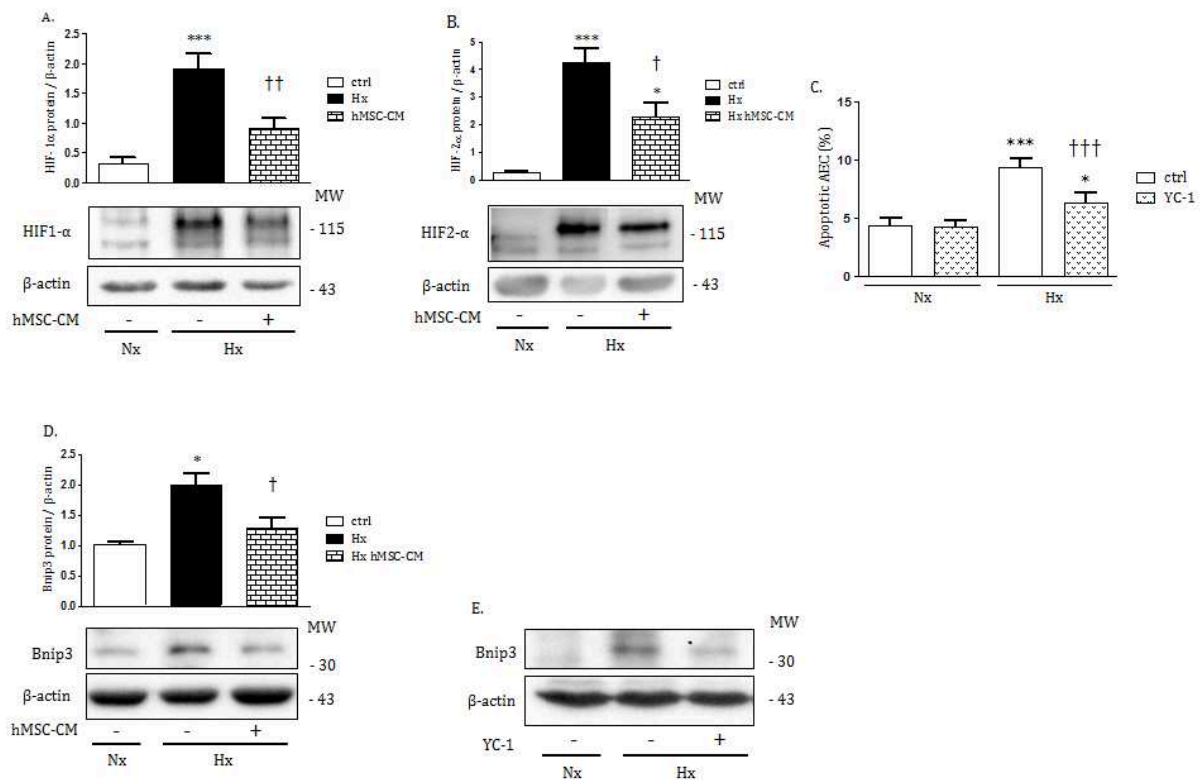 A.
HIF-1α protein / β-actin
2.5
2.0
1.5
1.0
0.5
0.0
***
††
ctrl
Hx
hMSC-CM
MW
HIF1-α
- 115
β-actin
- 43
hMSC-CM - - +
Nx Hx
B.
HIF-2α protein / β-actin
5
4
3
2
1
0
***
†
*
ctrl
Hx
Hx hMSC-CM
MW
HIF2-α
- 115
β-actin
- 43
hMSC-CM - - +
Nx Hx
C.
Apoptotic AEC (%)
15
10
5
0
***
†††
*
ctrl
YC-1
Nx Hx
D.
Bnip3 protein / β-actin
2.5
2.0
1.5
1.0
0.5
0.0
*
†
ctrl
Hx
Hx hMSC-CM
MW
Bnip3
- 30
β-actin
- 43
hMSC-CM - - +
Nx Hx
E.
MW
Bnip3
- 30
β-actin
- 43
YC-1 - - +
Nx Hx